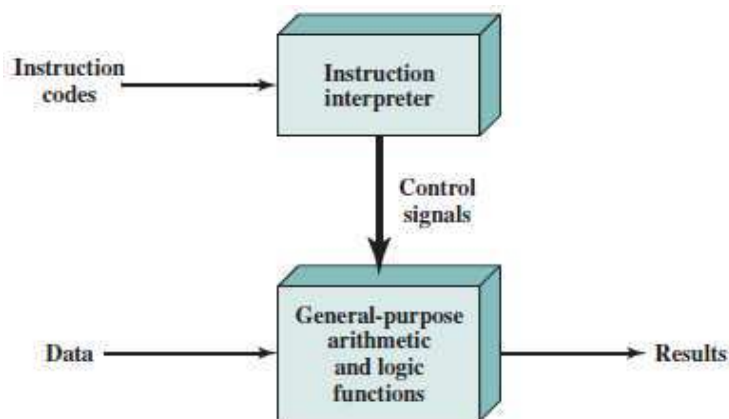 Instruction
codes
Instruction
interpreter
Control
signals
Data
General-purpose
arithmetic
and logic
functions
Results